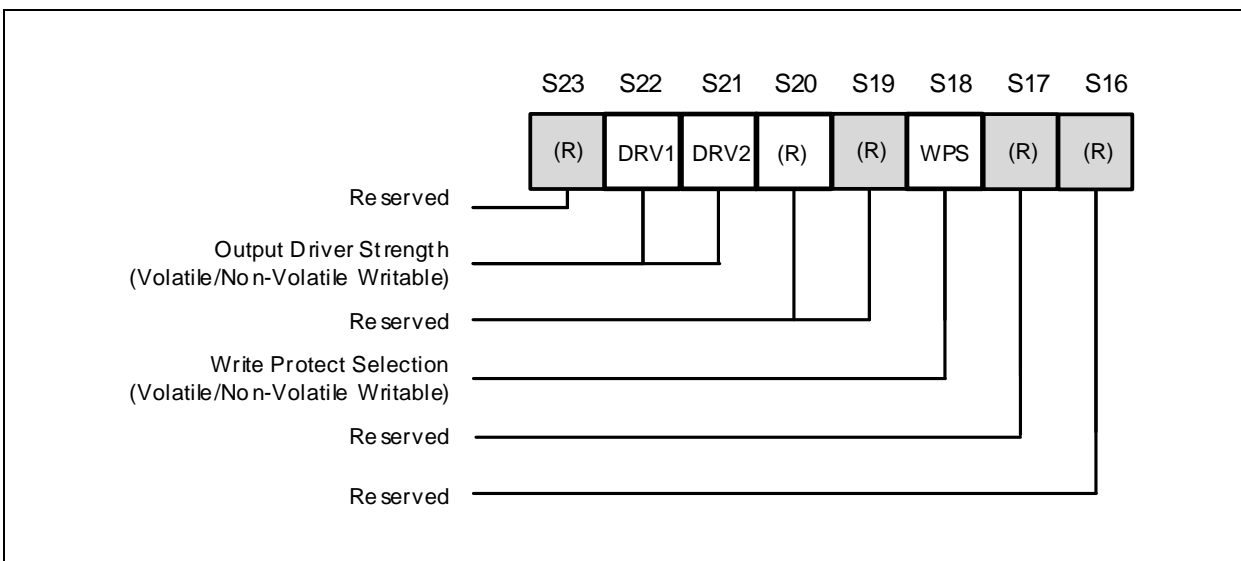 S23 S22 S21 S20 S19 S18 S17 S16
(R) DRV1 DRV2 (R) (R) WPS (R) (R)
Reserved
Output Driver Strength
(Volatile/Non-Volatile Writable)
Reserved
Write Protect Selection
(Volatile/Non-Volatile Writable)
Reserved
Reserved